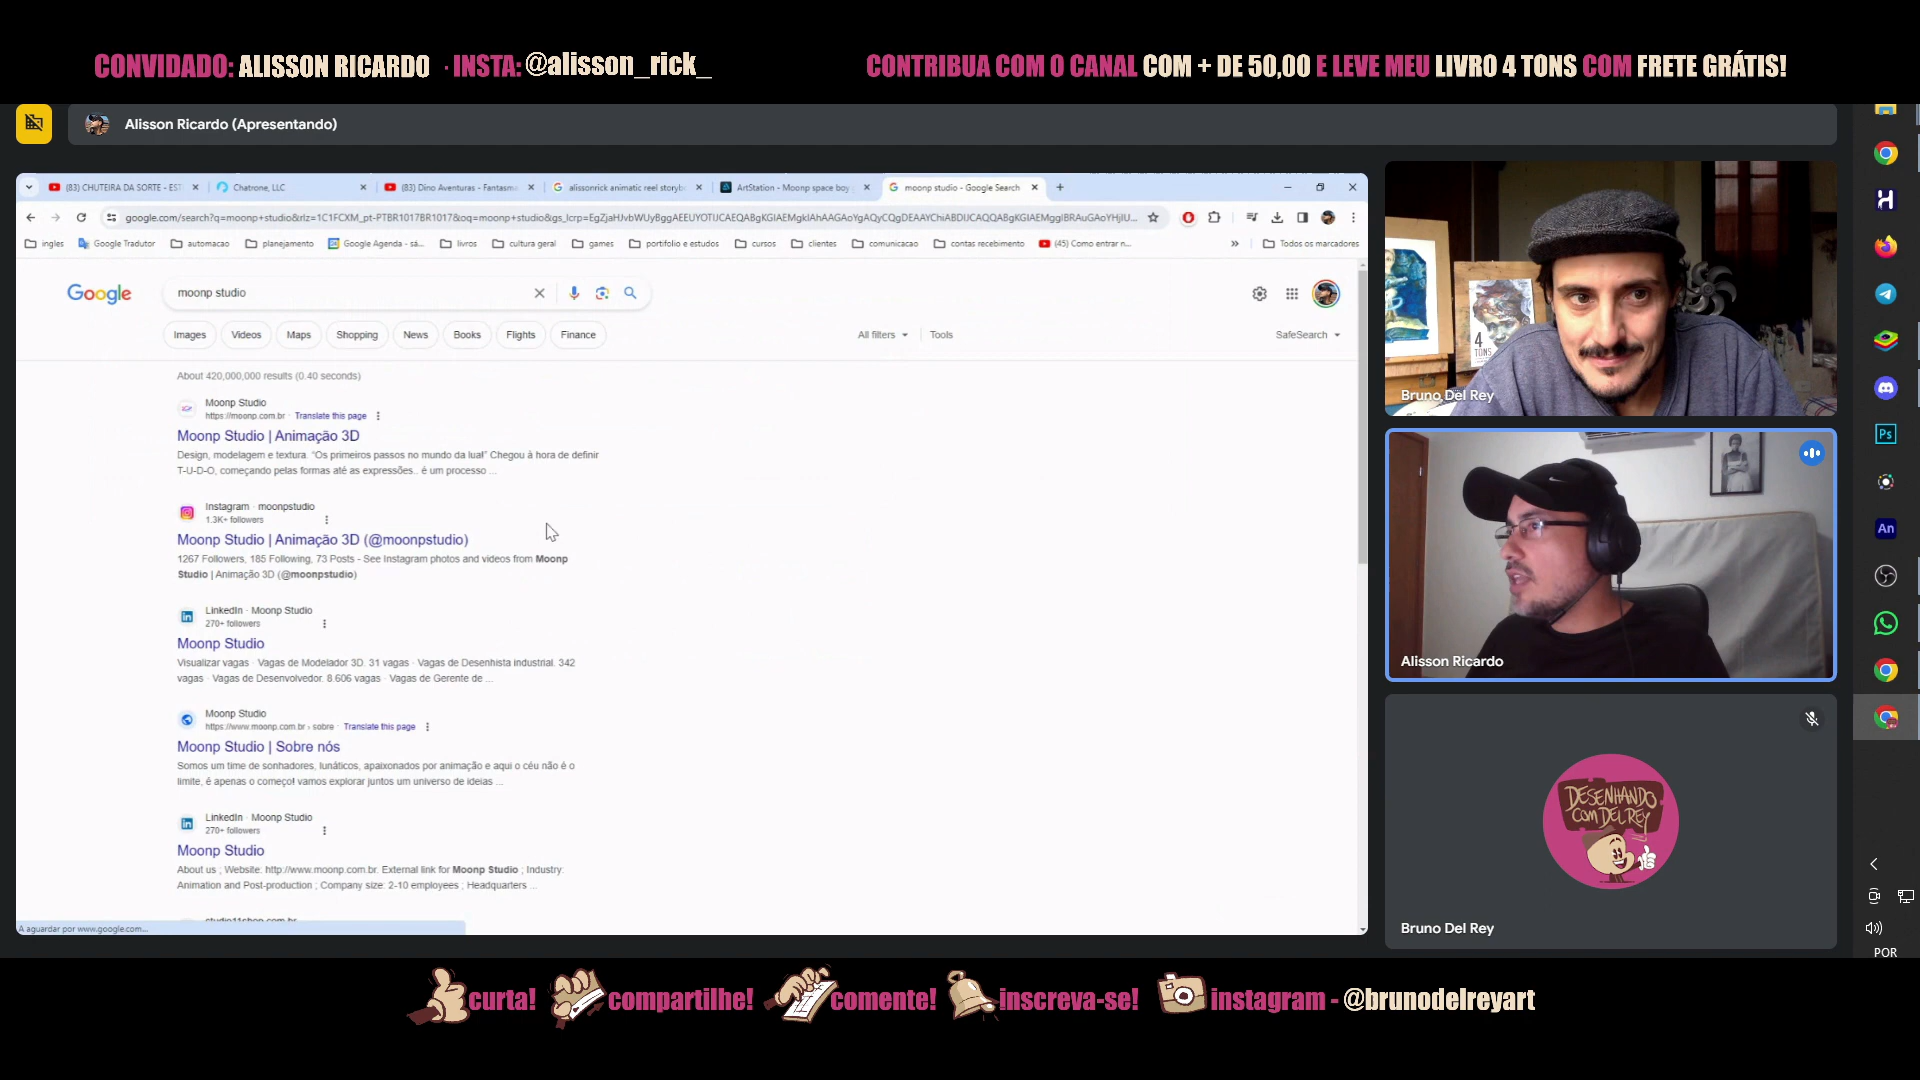 CONVIDADO: ALISSON RICARDO · INSTA: @alisson_rick_
CONTRIBUA COM O CANAL COM + DE 50,00 E LEVE MEU LIVRO 4 TONS COM FRETE GRÁTIS!
Alisson Ricardo (Apresentando)
(83) CHUTEIRA DA SORTE - EST
Chatrone, LLC
(83) Dino Aventuras - Fantasm
alissonrick animatic reel storyb
ArtStation - Moonp space boy
moonp studio - Google Search
ingles
Google Tradutor
automacao
planejamento
Google Agenda - sá...
livros
cultura geral
games
portifolio e estudos
cursos
clientes
comunicacao
contas recebimento
(45) Como entrar n...
Todos os marcadores
Google
moonp studio
Images
Videos
Maps
Shopping
News
Books
Flights
Finance
All filters
Tools
SafeSearch
About 420,000,000 results (0.40 seconds)
Moonp Studio
https://moonp.com.br · Translate this page
Moonp Studio | Animação 3D
Design, modelagem e textura. “Os primeiros passos no mundo da lua!” Chegou à hora de definir
T-U-D-O, começando pelas formas até as expressões.. é um processo ...
Instagram · moonpstudio
1.3K+ followers
Moonp Studio | Animação 3D (@moonpstudio)
1267 Followers, 185 Following, 73 Posts - See Instagram photos and videos from Moonp
Studio | Animação 3D (@moonpstudio)
LinkedIn · Moonp Studio
270+ followers
Moonp Studio
Visualizar vagas · Vagas de Modelador 3D. 31 vagas · Vagas de Desenhista industrial. 342
vagas · Vagas de Desenvolvedor. 8.606 vagas · Vagas de Gerente de ...
Moonp Studio
https://www.moonp.com.br › sobre · Translate this page
Moonp Studio | Sobre nós
Somos um time de sonhadores, lunáticos, apaixonados por animação e aqui o céu não é o
limite, é apenas o começo! vamos explorar juntos um universo de ideias ...
LinkedIn · Moonp Studio
270+ followers
Moonp Studio
About us ; Website: http://www.moonp.com.br. External link for Moonp Studio ; Industry:
Animation and Post-production ; Company size: 2-10 employees ; Headquarters ...
A aguardar por www.google.com...
4
TONS
Bruno Del Rey
Alisson Ricardo
DESENHANDO
COM DEL REY
Bruno Del Rey
Ps
An
POR
curta!
compartilhe!
comente!
inscreva-se!
instagram - @brunodelreyart